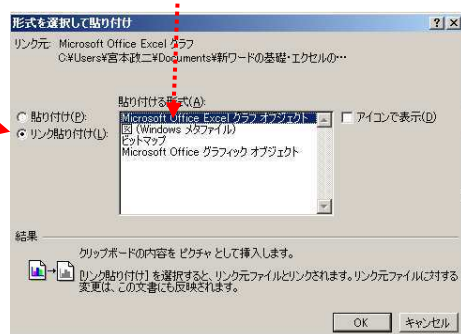 形式を選択して貼り付け
リンク元: Microsoft Office Excel グラフ
C:¥Users¥宮本政二¥Documents¥新ワードの基礎・エクセルの…
貼り付ける形式(A):
貼り付け(P):
リンク貼り付け(L):
Microsoft Office Excel グラフ オブジェクト
図 (Windows メタファイル)
ビットマップ
Microsoft Office グラフィック オブジェクト
アイコンで表示(D)
結果
クリップボードの内容を ピクチャ として挿入します。
[リンク貼り付け] を選択すると、リンク元ファイルとリンクされます。リンク元ファイルに対する
変更は、この文書にも反映されます。
OK
キャンセル